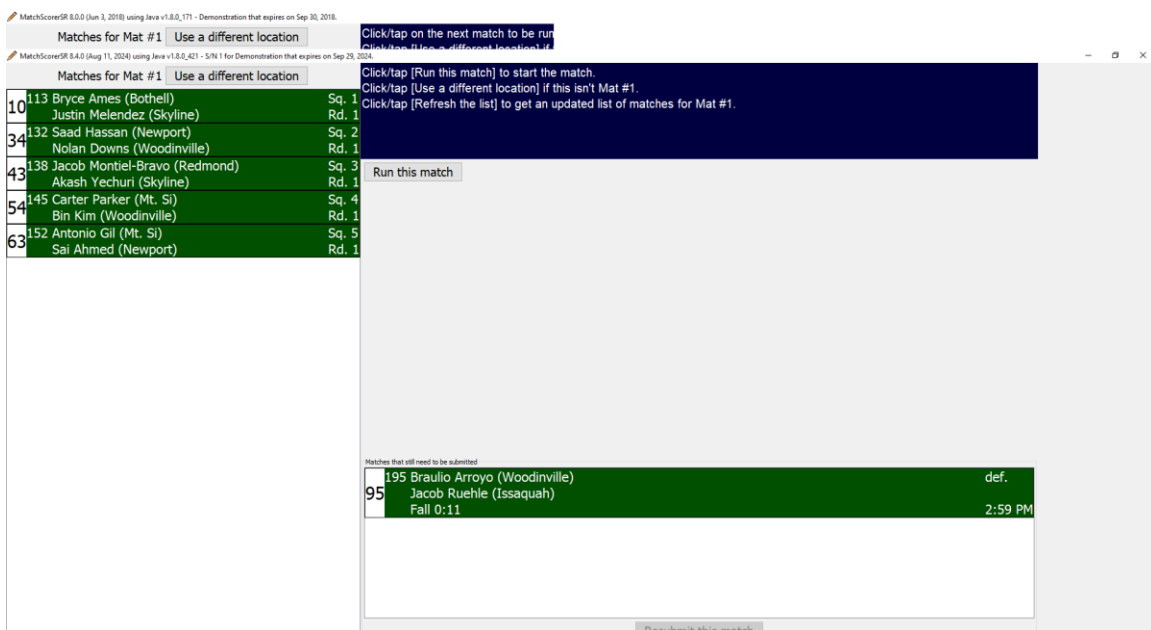 MatchScorerSR 8.0.0 (Jun 3, 2018) using Java v1.8.0_171 - Demonstration that expires on Sep 30, 2018.
Matches for Mat #1 Use a different location
Click/tap on the next match to be run
Click/tap [Use a different location] if
MatchScorerSR 8.4.0 (Aug 11, 2024) using Java v1.8.0_421 - S/N 1 for Demonstration that expires on Sep 29, 2024.
Matches for Mat #1 Use a different location
10 113 Bryce Ames (Bothell) Sq. 1
Justin Melendez (Skyline) Rd. 1
34 132 Saad Hassan (Newport) Sq. 2
Nolan Downs (Woodinville) Rd. 1
43 138 Jacob Montiel-Bravo (Redmond) Sq. 3
Akash Yechuri (Skyline) Rd. 1
54 145 Carter Parker (Mt. Si) Sq. 4
Bin Kim (Woodinville) Rd. 1
63 152 Antonio Gil (Mt. Si) Sq. 5
Sai Ahmed (Newport) Rd. 1
Click/tap [Run this match] to start the match.
Click/tap [Use a different location] if this isn't Mat #1.
Click/tap [Refresh the list] to get an updated list of matches for Mat #1.
Run this match
Matches that still need to be submitted
95 195 Braulio Arroyo (Woodinville) def.
Jacob Ruehle (Issaquah)
Fall 0:11 2:59 PM
Resubmit this match